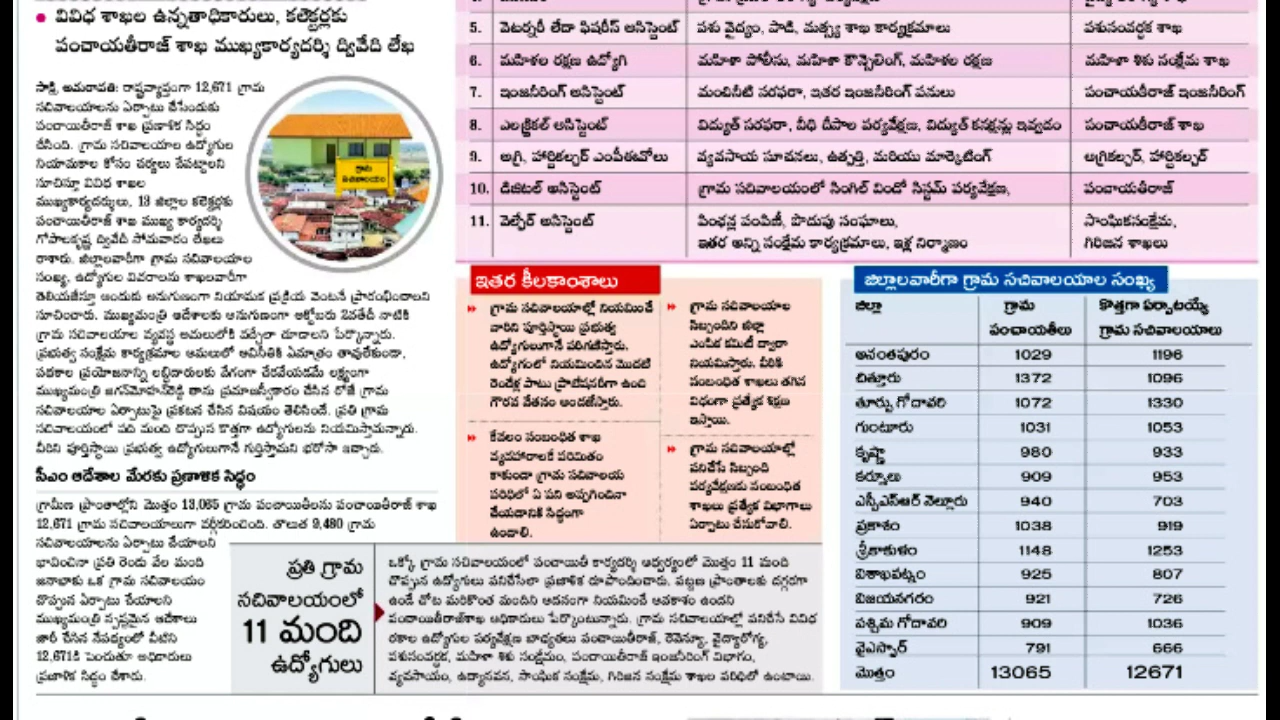 • వివిధ శాఖల ఉన్నతాధికారులు, కలెక్టర్లకు
పంచాయతీరాజ్ శాఖ ముఖ్యకార్యదర్శి ద్వివేది లేఖ
సాక్షి, అమరావతి: రాష్ట్రవ్యాప్తంగా 12,671 గ్రామ
సచివాలయాలను ఏర్పాటు చేసేందుకు
పంచాయితీరాజ్ శాఖ ప్రణాళిక సిద్ధం
చేసింది. గ్రామ సచివాలయాల ఉద్యోగుల
నియామకాల కోసం చర్యలు చేపట్టాలని
సూచిస్తూ వివిధ శాఖల
ముఖ్యకార్యదర్శులు, 13 జిల్లాల కలెక్టర్లకు
పంచాయితీరాజ్ శాఖ ముఖ్య కార్యదర్శి
గోపాలకృష్ణ ద్వివేది సోమవారం లేఖలు
రాశారు. జిల్లాలవారీగా గ్రామ సచివాలయాల
సంఖ్య, ఉద్యోగుల వివరాలను శాఖలవారీగా
తెలియజేస్తూ అందుకు అనుగుణంగా నియామక ప్రక్రియ వెంటనే ప్రారంభించాలని
సూచించారు. ముఖ్యమంత్రి ఆదేశాలకు అనుగుణంగా అక్టోబరు 2వతేదీ నాటికి
గ్రామ సచివాలయాల వ్యవస్థ అమలులోకి వచ్చేలా చూడాలని పేర్కొన్నారు.
ప్రభుత్వ సంక్షేమ కార్యక్రమాల అమలులో అవినీతికి ఏమాత్రం తావులేకుండా,
పథకాల ప్రయోజనాన్ని లబ్ధిదారులకు వేగంగా చేరవేయడమే లక్ష్యంగా
ముఖ్యమంత్రి జగన్‌మోహన్‌రెడ్డి తాను ప్రమాణస్వీకారం చేసిన రోజే గ్రామ
సచివాలయాల ఏర్పాటుపై ప్రకటన చేసిన విషయం తెలిసిందే. ప్రతి గ్రామ
సచివాలయంలో పది మంది చొప్పున కొత్తగా ఉద్యోగులను నియమిస్తామన్నారు.
వీరిని పూర్తిస్థాయి ప్రభుత్వ ఉద్యోగులుగానే గుర్తిస్తామని భరోసా ఇచ్చారు.
సీఎం ఆదేశాల మేరకు ప్రణాళిక సిద్ధం
గ్రామీణ ప్రాంతాల్లోని మొత్తం 13,065 గ్రామ పంచాయితీలను పంచాయితీరాజ్ శాఖ
12,671 గ్రామ సచివాలయాలుగా వర్గీకరించింది. తొలుత 9,480 గ్రామ
సచివాలయాలను ఏర్పాటు చేయాలని
భావించినా ప్రతి రెండు వేల మంది
జనాభాకు ఒక గ్రామ సచివాలయం
చొప్పున ఏర్పాటు చేయాలని
ముఖ్యమంత్రి స్పష్టమైన ఆదేశాలు
జారీ చేసిన నేపథ్యంలో వీటిని
12,671కి పెంచుతూ అధికారులు
ప్రణాళిక సిద్ధం చేశారు.
గ్రామ
సచివాలయం
5. వెటర్నరీ లేదా ఫిషరీస్ అసిస్టెంట్ పశు వైద్యం, పాడి, మత్స్య శాఖ కార్యక్రమాలు పశుసంవర్ధక శాఖ
6. మహిళల రక్షణ ఉద్యోగి మహిళా పోలీసు, మహిళా కౌన్సెలింగ్, మహిళల రక్షణ మహిళా శిశు సంక్షేమ శాఖ
7. ఇంజనీరింగ్ అసిస్టెంట్ మంచినీటి సరఫరా, ఇతర ఇంజనీరింగ్ పనులు పంచాయతీరాజ్ ఇంజనీరింగ్
8. ఎలక్ట్రికల్ అసిస్టెంట్ విద్యుత్ సరఫరా, వీధి దీపాల పర్యవేక్షణ, విద్యుత్ కనెక్షన్లు ఇవ్వడం పంచాయతీరాజ్ శాఖ
9. అగ్రి, హార్టికల్చర్ ఎంపీఈవోలు వ్యవసాయ సూచనలు, ఉత్పత్తి, మరియు మార్కెటింగ్ అగ్రికల్చర్, హార్టికల్చర్
10. డిజిటల్ అసిస్టెంట్ గ్రామ సచివాలయంలో సింగిల్ విండో సిస్టమ్ పర్యవేక్షణ, పంచాయతీరాజ్
11. వెల్ఫేర్ అసిస్టెంట్ పింఛన్ల పంపిణీ, పొదుపు సంఘాలు, సాంఘికసంక్షేమ,
ఇతర అన్ని సంక్షేమ కార్యక్రమాలు, ఇళ్ల నిర్మాణం గిరిజన శాఖలు
ఇతర కీలకాంశాలు
గ్రామ సచివాలయాల్లో నియమించే
వారిని పూర్తిస్థాయి ప్రభుత్వ
ఉద్యోగులుగానే పరిగణిస్తారు.
ఉద్యోగంలో నియమించిన మొదటి
రెండేళ్ల పాటు ప్రొబేషనరీగా ఉంచి
గౌరవ వేతనం అందజేస్తారు.
కేవలం సంబంధిత శాఖ
వ్యవహారాలకే పరిమితం
కాకుండా గ్రామ సచివాలయ
పరిధిలో ఏ పని అప్పగించినా
చేయడానికి సిద్ధంగా
ఉండాలి.
గ్రామ సచివాలయాల
సిబ్బందిని జిల్లా
ఎంపిక కమిటీ ద్వారా
నియమిస్తారు. వీరికి
సంబంధిత శాఖలు తగిన
విధంగా ప్రత్యేక శిక్షణ
ఇస్తాయి.
గ్రామ సచివాలయాల్లో
పనిచేసే సిబ్బంది
పర్యవేక్షణకు సంబంధిత
శాఖలు ప్రత్యేక విభాగాలు
ఏర్పాటు చేసుకోవాలి.
ప్రతి గ్రామ
సచివాలయంలో
11 మంది
ఉద్యోగులు
ఒక్కో గ్రామ సచివాలయంలో పంచాయితీ కార్యదర్శి ఆధ్వర్యంలో మొత్తం 11 మంది
చొప్పున ఉద్యోగులు పనిచేసేలా ప్రణాళిక రూపొందించారు. పట్టణ ప్రాంతాలకు దగ్గరగా
ఉండే చోట మరికొంత మందిని అదనంగా నియమించే అవకాశం ఉందని
పంచాయితీరాజ్‌శాఖ అధికారులు పేర్కొంటున్నారు. గ్రామ సచివాలయాల్లో పనిచేసే వివిధ
రకాల ఉద్యోగుల పర్యవేక్షణ బాధ్యతలు పంచాయితీరాజ్, రెవెన్యూ, వైద్యారోగ్య,
పశుసంవర్ధక, మహిళా శిశు సంక్షేమం, పంచాయితీరాజ్ ఇంజనీరింగ్ విభాగం,
వ్యవసాయం, ఉద్యానవన, సాంఘిక సంక్షేమ, గిరిజన సంక్షేమ శాఖల పరిధిలో ఉంటాయి.
జిల్లాలవారీగా గ్రామ సచివాలయాల సంఖ్య
జిల్లా గ్రామ కొత్తగా ఏర్పాటయ్యే
పంచాయతీలు గ్రామ సచివాలయాలు
అనంతపురం 1029 1196
చిత్తూరు 1372 1096
తూర్పు గోదావరి 1072 1330
గుంటూరు 1031 1053
కృష్ణా 980 933
కర్నూలు 909 953
ఎస్పీఎస్ఆర్ నెల్లూరు 940 703
ప్రకాశం 1038 919
శ్రీకాకుళం 1148 1253
విశాఖపట్నం 925 807
విజయనగరం 921 726
పశ్చిమ గోదావరి 909 1036
వైఎస్సార్ 791 666
మొత్తం 13065 12671